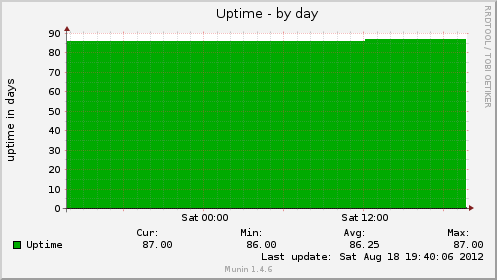 Uptime - by day
RRDTOOL / TOBI OETIKER
uptime in days
90
80
70
60
50
40
30
20
10
0
Sat 00:00 Sat 12:00
Cur: Min: Avg: Max:
Uptime 87.00 86.00 86.25 87.00
Last update: Sat Aug 18 19:40:06 2012
Munin 1.4.6